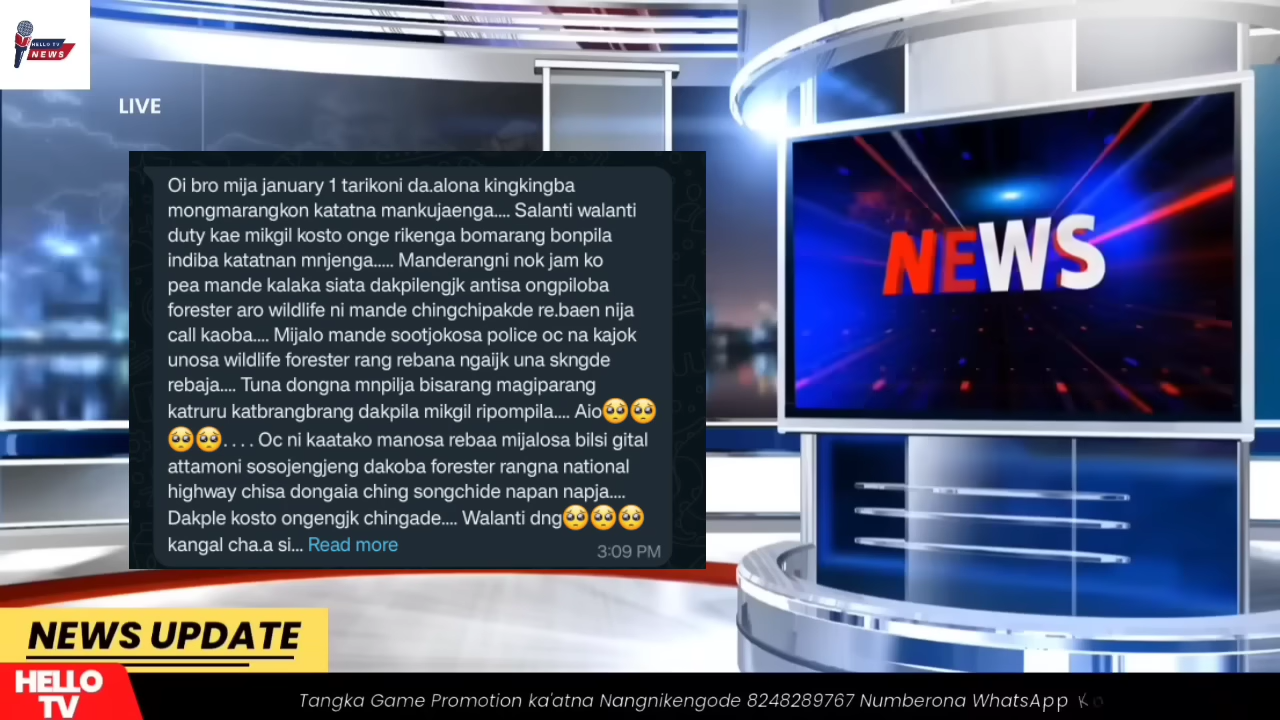 HELLO TV
NEWS
LIVE
Oi bro mija january 1 tarikoni da.alona kingkingba
mongmarangkon katatna mankujaenga.... Salanti walanti
duty kae mikgil kosto onge rikenga bomarang bonpila
indiba katatnan mnjenga..... Manderangni nok jam ko
pea mande kalaka siata dakpilengjk antisa ongpiloba
forester aro wildlife ni mande chingchipakde re.baen nija
call kaoba.... Mijalo mande sootjokosa police oc na kajok
unosa wildlife forester rang rebana ngaijk una skngde
rebaja.... Tuna dongna mnpilja bisarang magiparang
katruru katbrangbrang dakpila mikgil ripompila.... Aio🥺🥺
🥺🥺. . . . Oc ni kaatako manosa rebaa mijalosa bilsi gital
attamoni sosojengjeng dakoba forester rangna national
highway chisa dongaia ching songchide napan napja....
Dakple kosto ongengjk chingade.... Walanti dng🥺🥺🥺
kangal cha.a si... Read more
3:09 PM
NEWS
NEWS UPDATE
HELLO
TV
Tangka Game Promotion ka'atna Nangnikengode 8248289767 Numberona WhatsApp